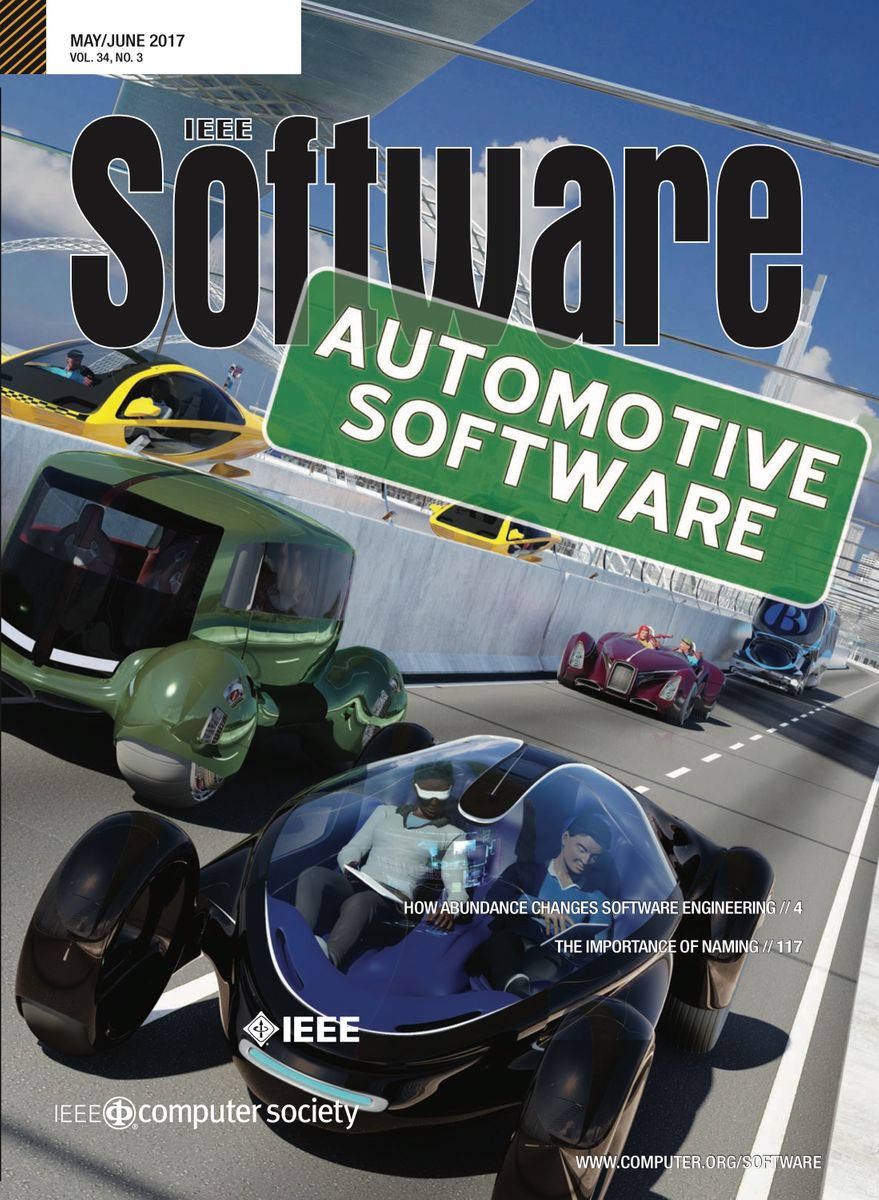 MAY/JUNE 2017
VOL. 34, NO. 3
IEEE
Software
AUTOMOTIVE
SOFTWARE
B
HOW ABUNDANCE CHANGES SOFTWARE ENGINEERING // 4
THE IMPORTANCE OF NAMING // 117
IEEE
IEEE computer society
WWW.COMPUTER.ORG/SOFTWARE